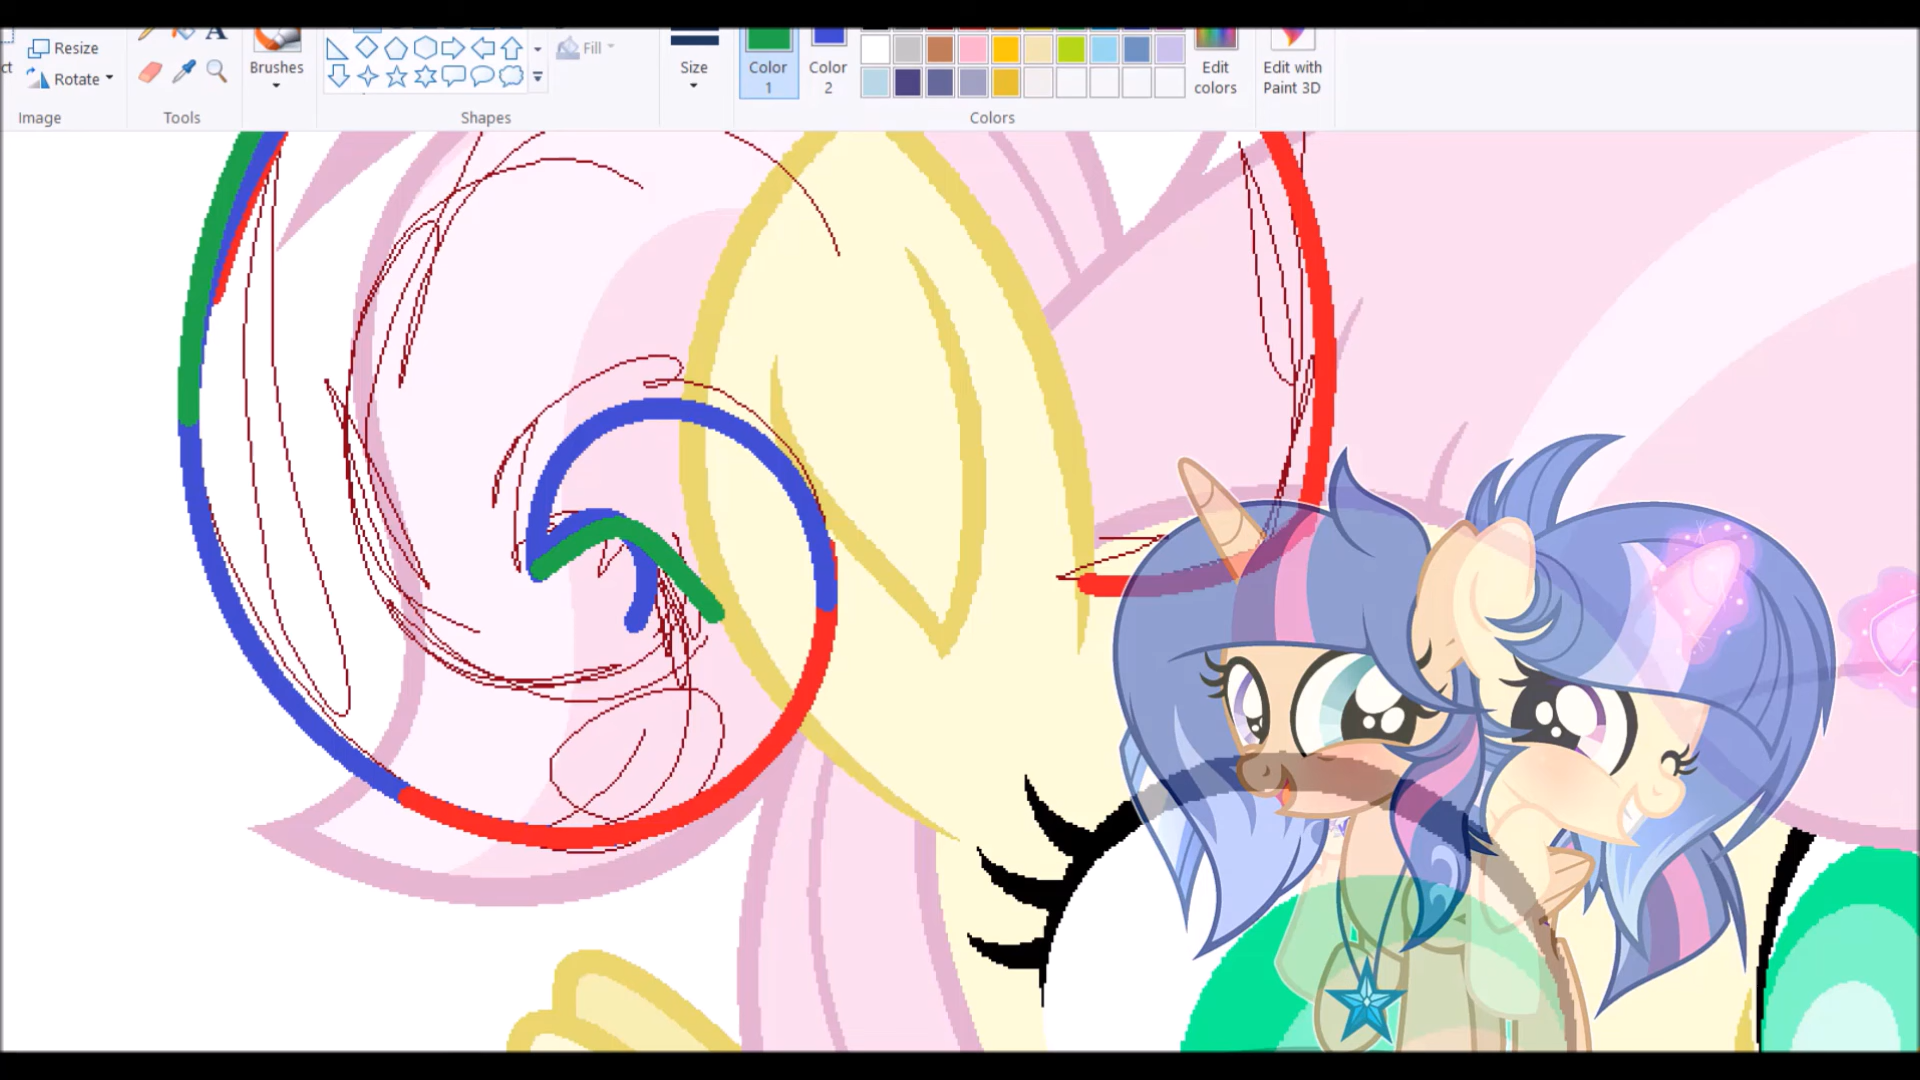 Resize
ct
Rotate
Image
A
Tools
Shapes
Brushes
Fill
Size
Color
1
Color
2
Colors
Edit
colors
Edit with
Paint 3D